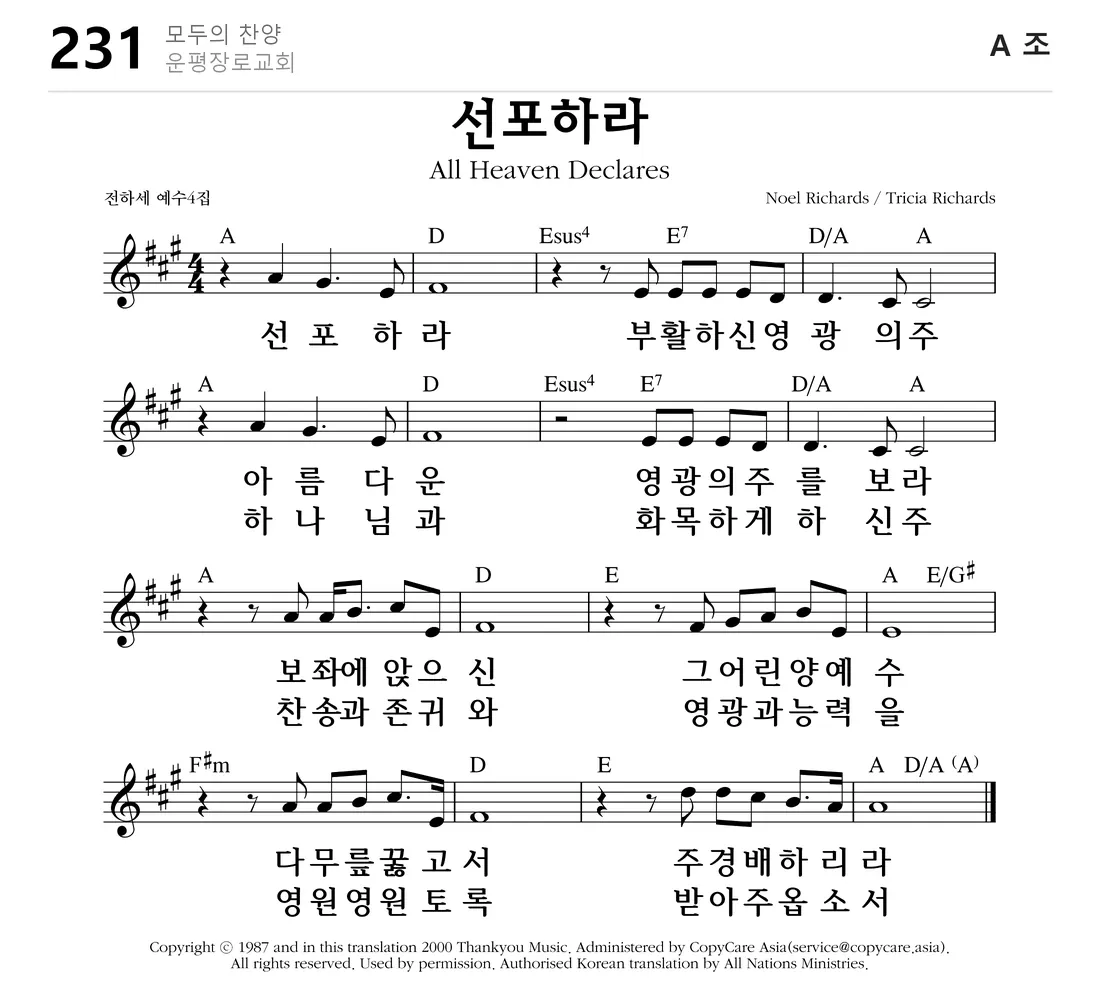 231 모두의 찬양
운평장로교회
A 조
선포하라
All Heaven Declares
전하세 예수4집
Noel Richards / Tricia Richards
A D Esus4 E7 D/A A
선 포 하 라 부활하신영 광 의주
A D Esus4 E7 D/A A
아 름 다 운 영광의주 를 보라
하 나 님 과 화목하게 하 신주
A D E A E/G#
보좌에 앉으 신 그어린양예 수
찬송과 존귀 와 영광과능력 을
F#m D E A D/A (A)
다무릎꿇 고 서 주경배하 리 라
영원영원 토 록 받아주옵 소 서
Copyright ⓒ 1987 and in this translation 2000 Thankyou Music. Administered by CopyCare Asia(service@copycare.asia).
All rights reserved. Used by permission. Authorised Korean translation by All Nations Ministries.